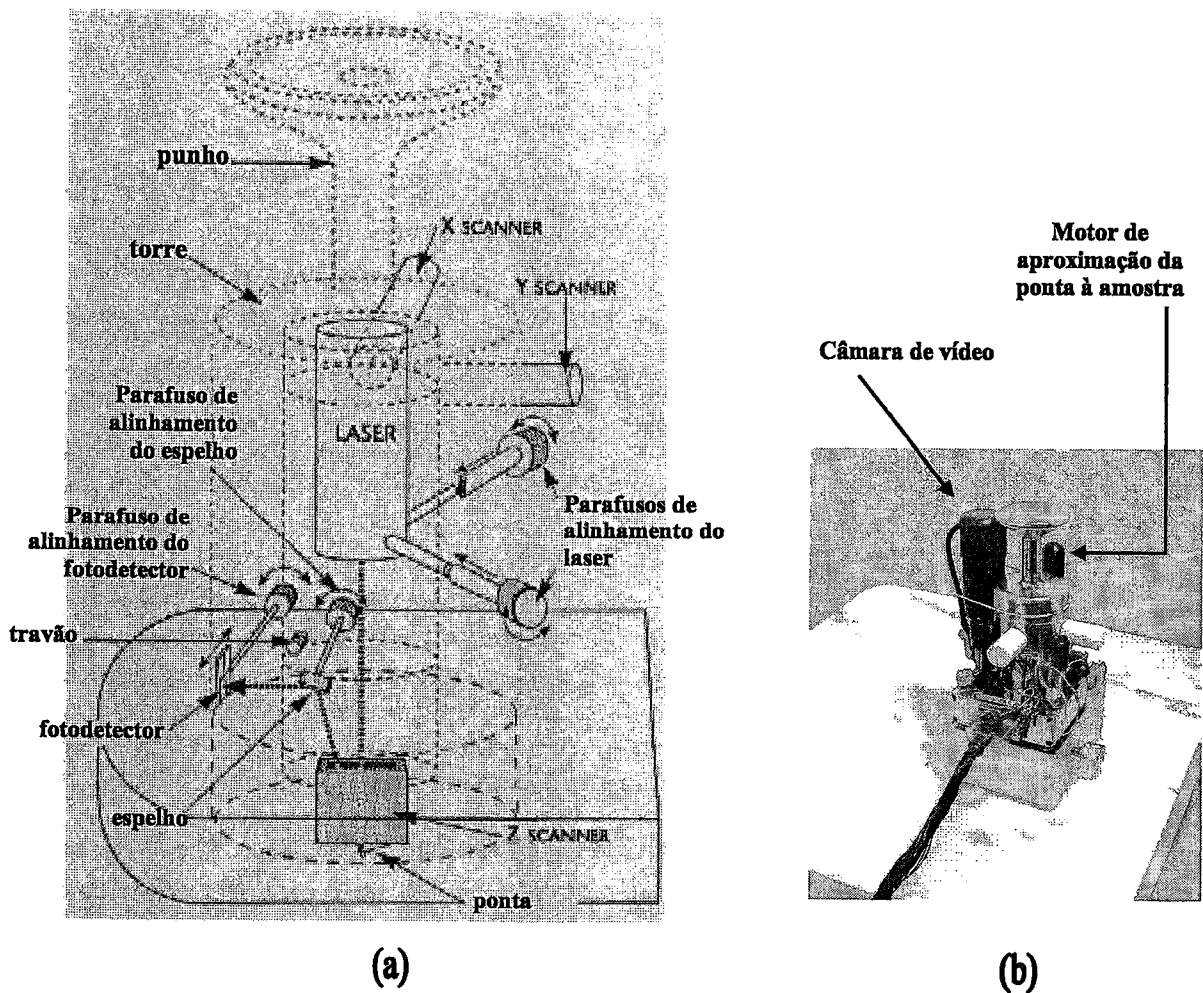 punho
X SCANNER
torre
Y SCANNER
Parafuso de
alinhamento
do espelho
LASER
Parafuso de
alinhamento do
fotodetector
Parafusos de
alinhamento do
laser
travão
fotodetector
espelho
Z SCANNER
ponta
(a)
Motor de
aproximação da
ponta à amostra
Câmara de vídeo
(b)